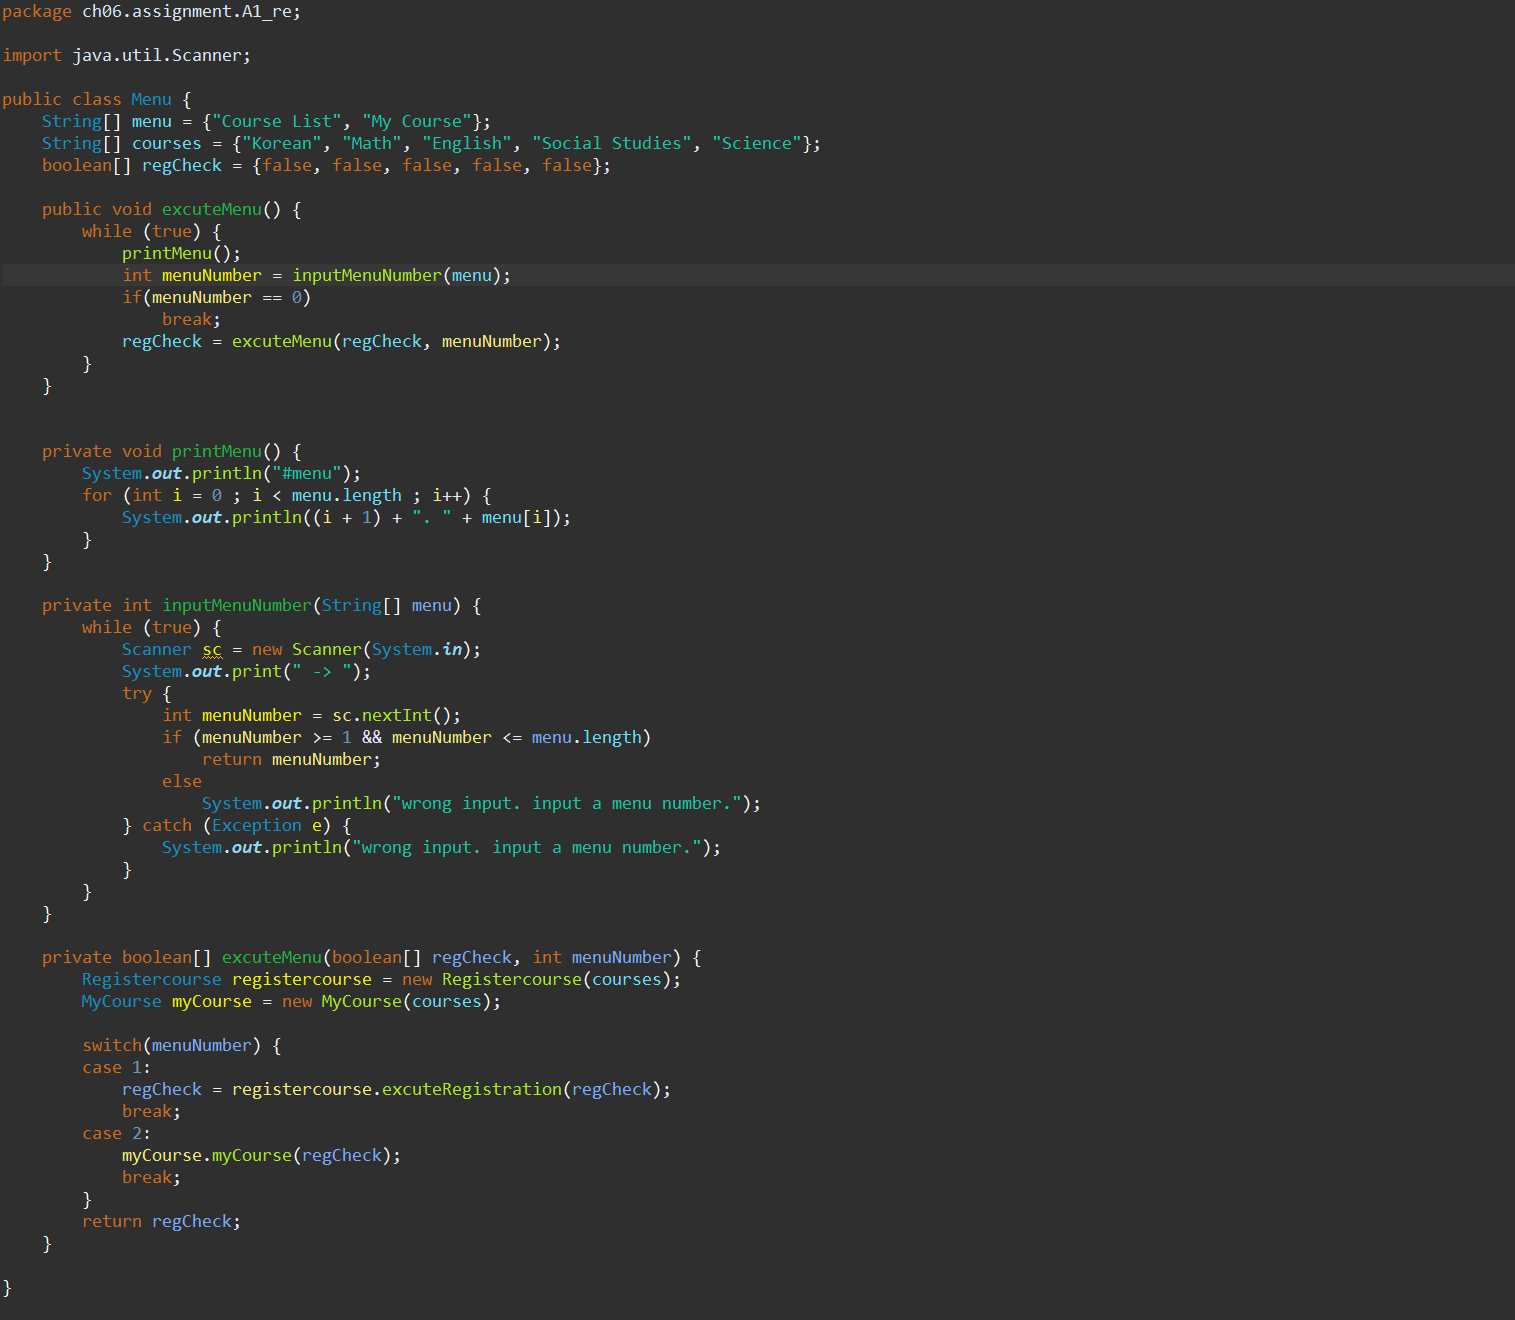 package ch06.assignment.A1_re;
import java.util.Scanner;
public class Menu {
String[] menu = {"Course List", "My Course"};
String[] courses = {"Korean", "Math", "English", "Social Studies", "Science"};
boolean[] regCheck = {false, false, false, false, false};
public void excuteMenu() {
while (true) {
printMenu();
int menuNumber = inputMenuNumber(menu);
if(menuNumber == 0)
break;
regCheck = excuteMenu(regCheck, menuNumber);
}
}
private void printMenu() {
System.out.println("#menu");
for (int i = 0 ; i < menu.length ; i++) {
System.out.println((i + 1) + ". " + menu[i]);
}
}
private int inputMenuNumber(String[] menu) {
while (true) {
Scanner sc = new Scanner(System.in);
System.out.print(" -> ");
try {
int menuNumber = sc.nextInt();
if (menuNumber >= 1 && menuNumber <= menu.length)
return menuNumber;
else
System.out.println("wrong input. input a menu number.");
} catch (Exception e) {
System.out.println("wrong input. input a menu number.");
}
}
}
private boolean[] excuteMenu(boolean[] regCheck, int menuNumber) {
Registercourse registercourse = new Registercourse(courses);
MyCourse myCourse = new MyCourse(courses);
switch(menuNumber) {
case 1:
regCheck = registercourse.excuteRegistration(regCheck);
break;
case 2:
myCourse.myCourse(regCheck);
break;
}
return regCheck;
}
}